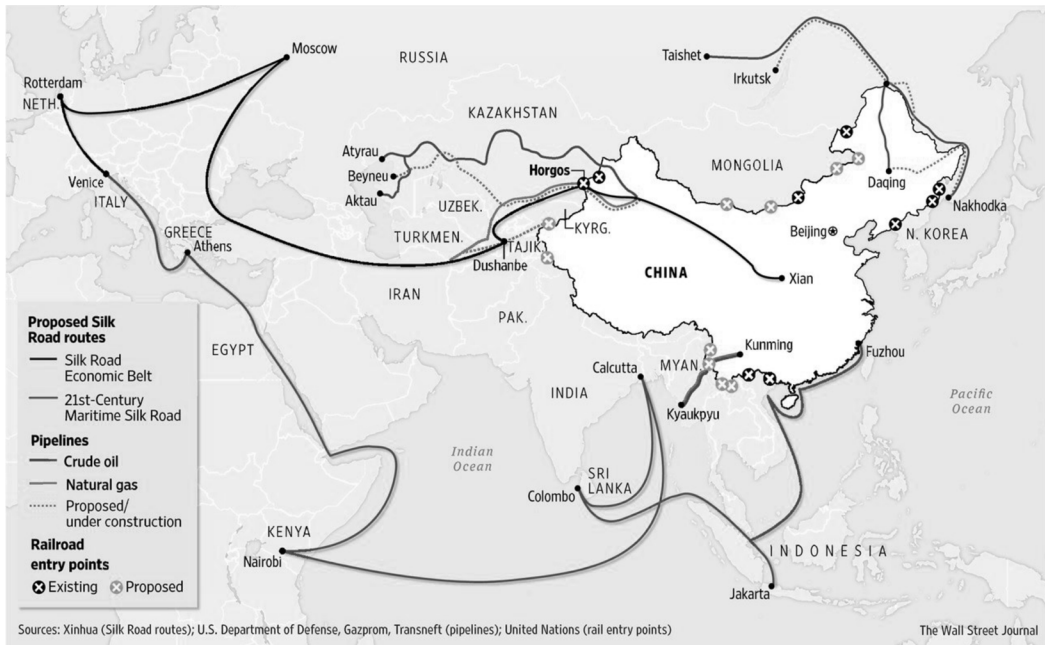 Moscow
RUSSIA
Taishet
Irkutsk
Rotterdam
NETH.
KAZAKHSTAN
Atyrau
Beyneu
Aktau
Horgos
MONGOLIA
Daqing
Nakhodka
Venice
ITALY
UZBEK.
GREECE
Athens
TURKMEN.
TAJIK.
KYRG.
Dushanbe
Beijing
N. KOREA
CHINA
Xian
IRAN
PAK.
Proposed Silk
Road routes
Silk Road
Economic Belt
21st-Century
Maritime Silk Road
Pipelines
Crude oil
Natural gas
Proposed/
under construction
Railroad
entry points
Existing
Proposed
EGYPT
Calcutta
MYAN.
Kunming
Fuzhou
INDIA
Kyaukpyu
Pacific
Ocean
Indian
Ocean
SRI
LANKA
Colombo
KENYA
Nairobi
INDONESIA
Jakarta
Sources: Xinhua (Silk Road routes); U.S. Department of Defense, Gazprom, Transneft (pipelines); United Nations (rail entry points)
The Wall Street Journal